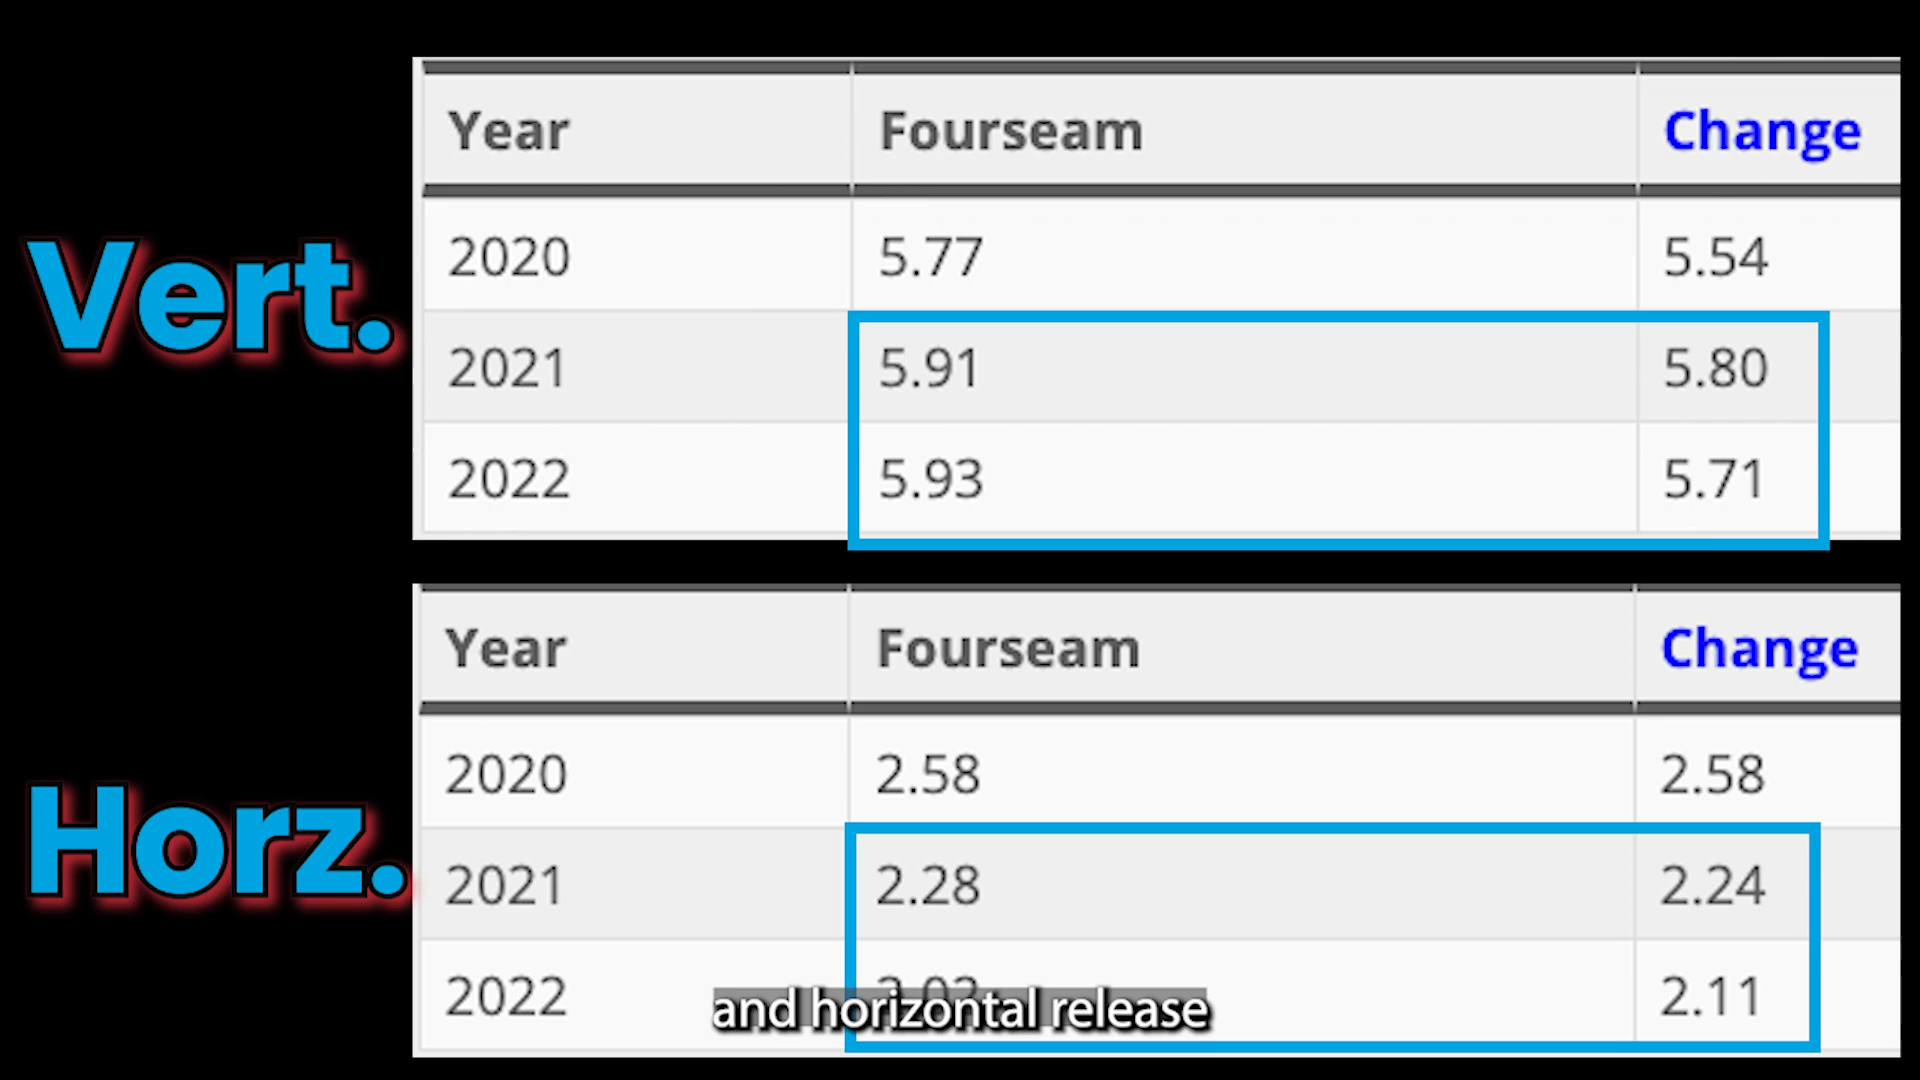 Year Fourseam Change
2020 5.77 5.54
Vert.
2021 5.91 5.80
2022 5.93 5.71
Year Fourseam Change
2020 2.58 2.58
Horz.
2021 2.28 2.24
2022 2.11
and horizontal release